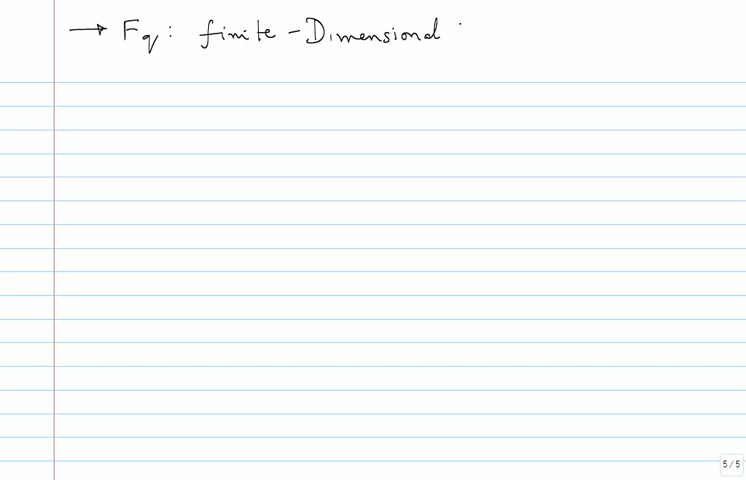 → Fq : finite - Dimensional
5 / 5